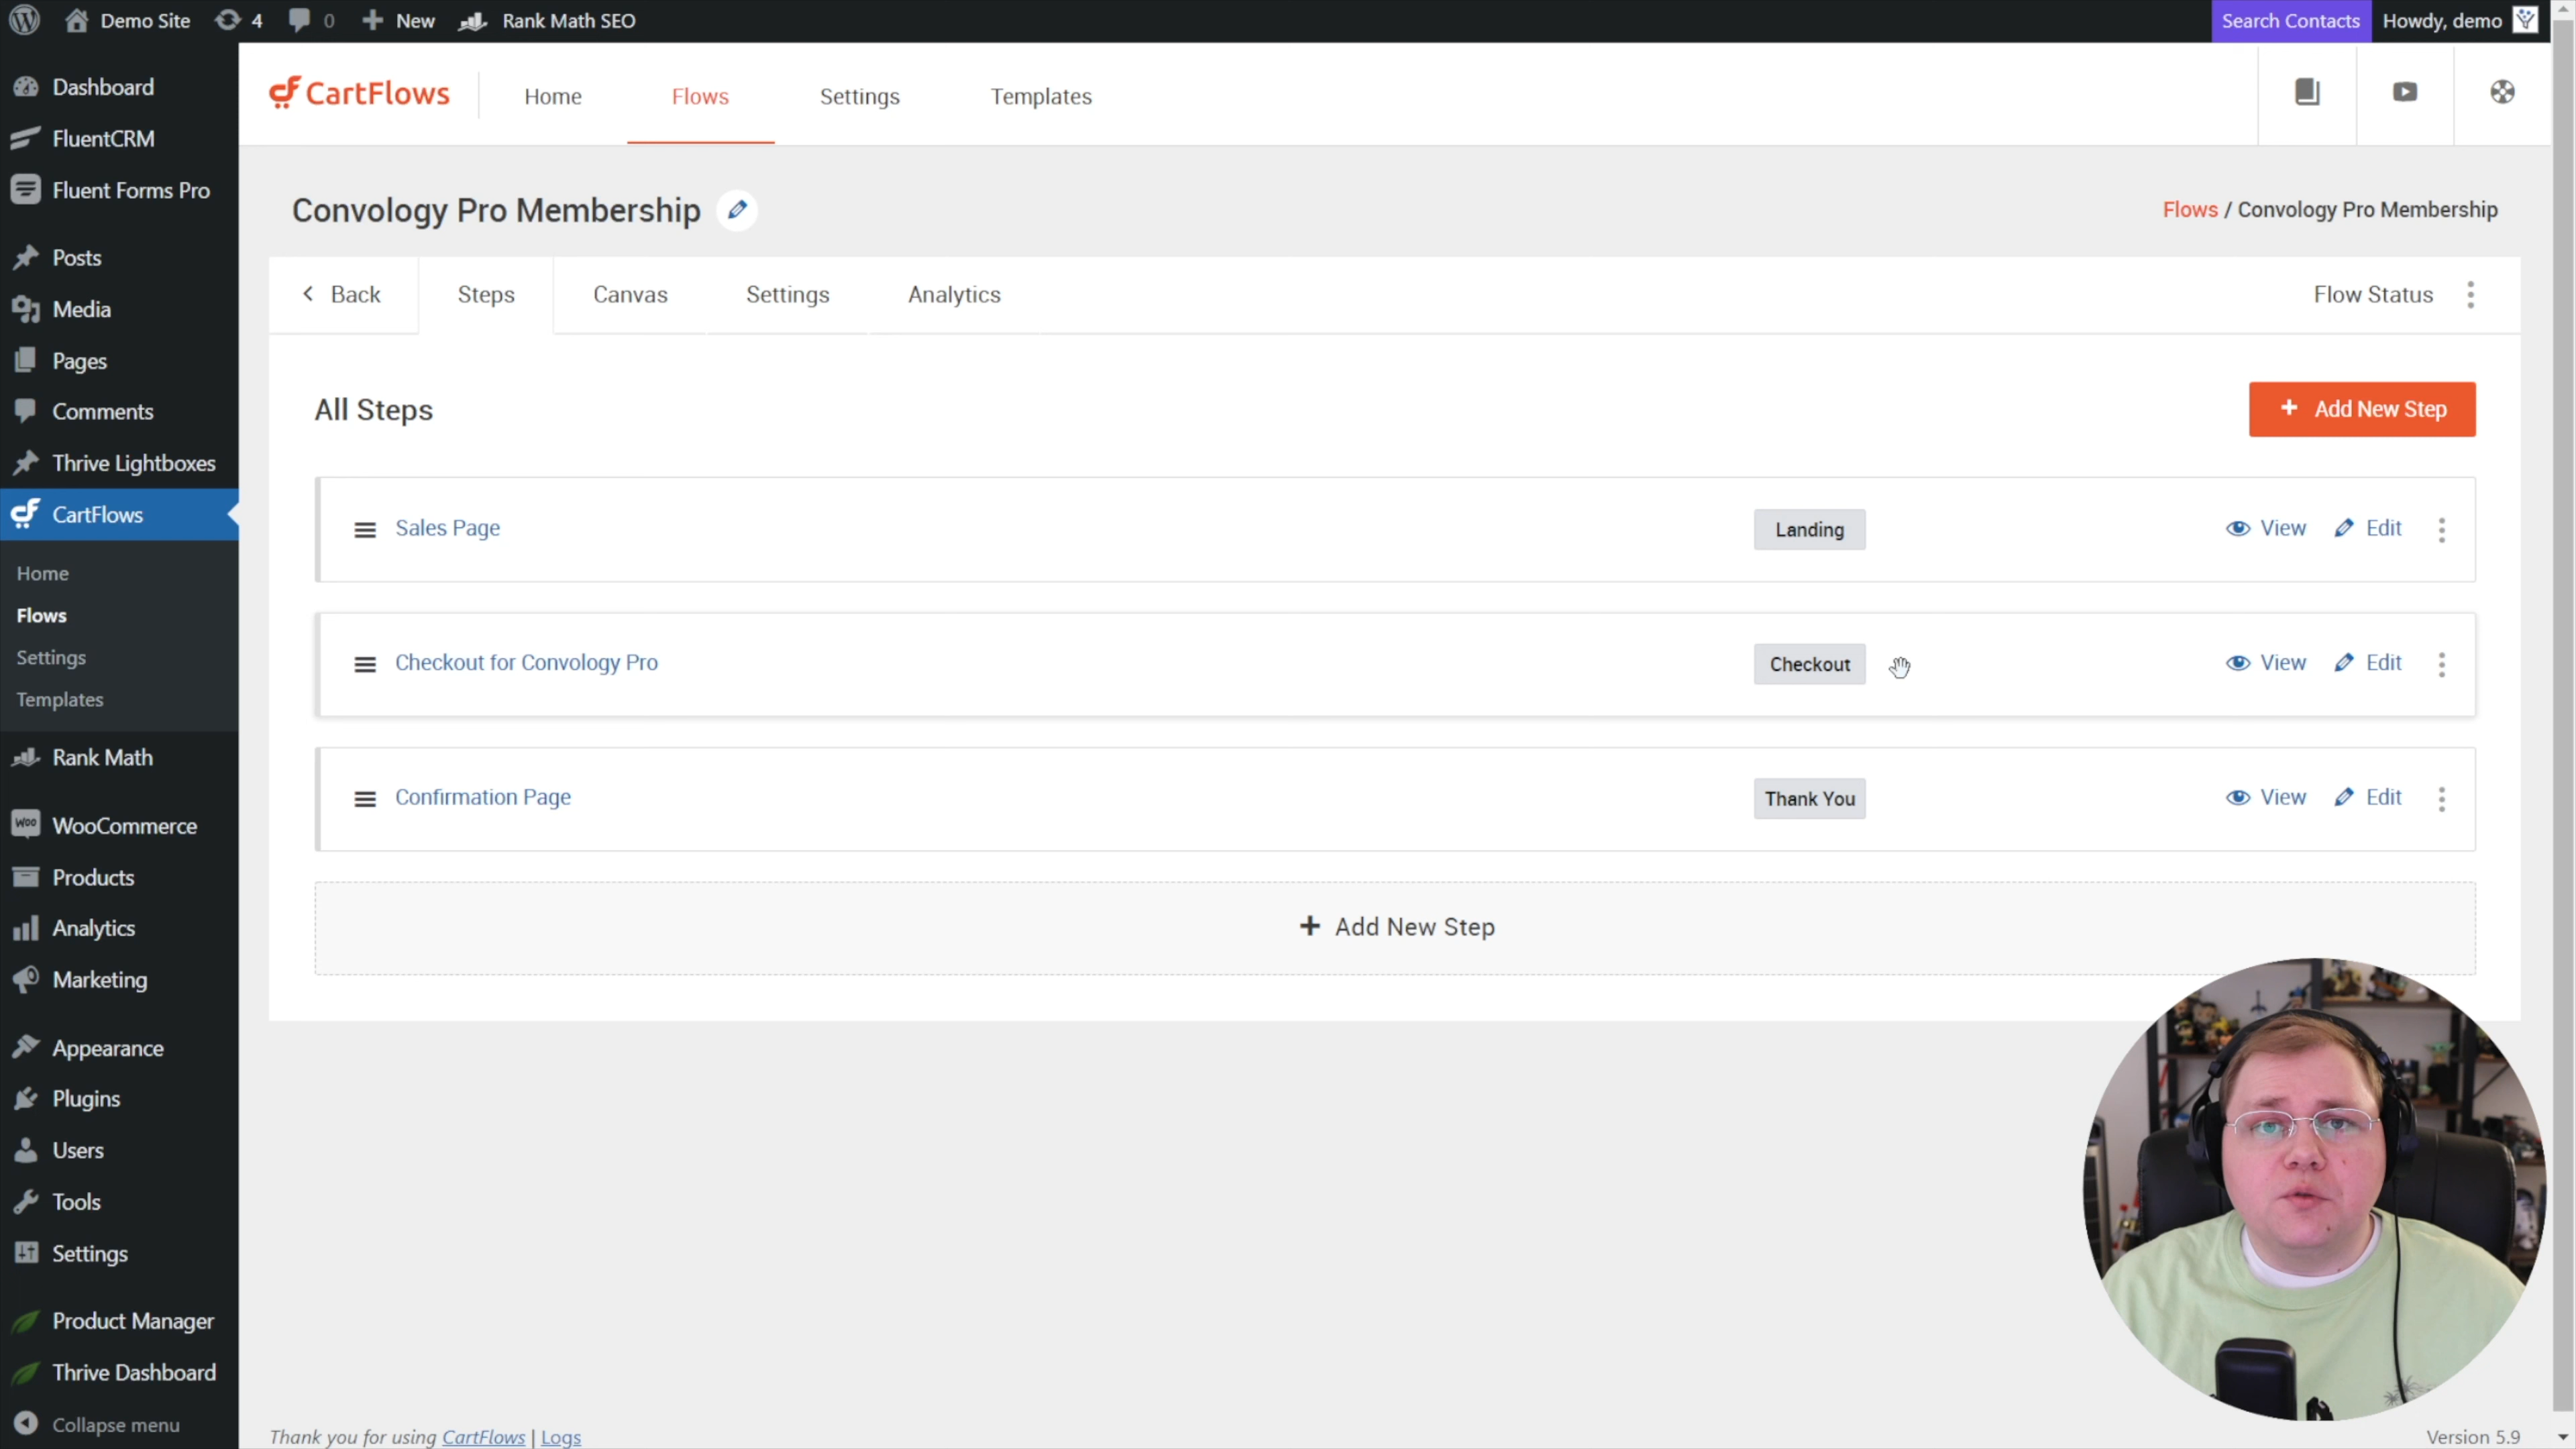 Demo Site 4 0 New Rank Math SEO Search Contacts Howdy, demo
Dashboard
FluentCRM
Fluent Forms Pro
Posts
Media
Pages
Comments
Thrive Lightboxes
CartFlows
Home
Flows
Settings
Templates
Rank Math
WooCommerce
Products
Analytics
Marketing
Appearance
Plugins
Users
Tools
Settings
Product Manager
Thrive Dashboard
Collapse menu
CartFlows Home Flows Settings Templates
Convology Pro Membership Flows / Convology Pro Membership
Back Steps Canvas Settings Analytics Flow Status
All Steps + Add New Step
Sales Page Landing View Edit
Checkout for Convology Pro Checkout View Edit
Confirmation Page Thank You View Edit
+ Add New Step
Thank you for using CartFlows | Logs Version 5.9